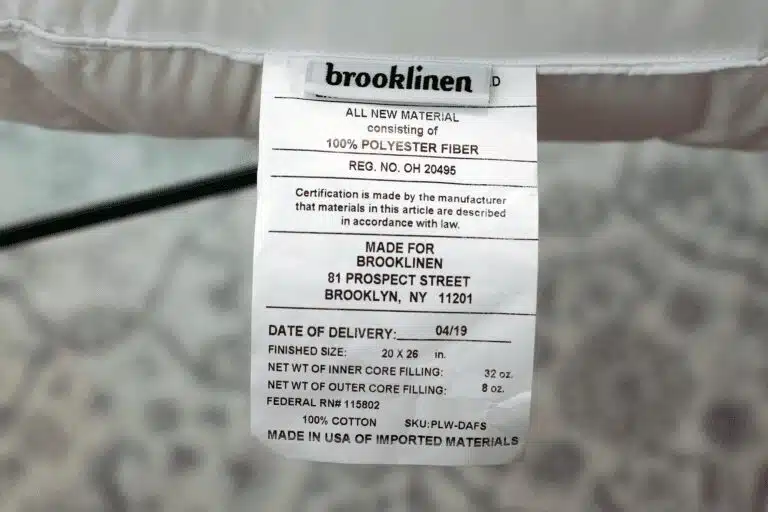 brooklinen
D
ALL NEW MATERIAL
consisting of
100% POLYESTER FIBER
REG. NO. OH 20495
Certification is made by the manufacturer
that materials in this article are described
in accordance with law.
MADE FOR
BROOKLINEN
81 PROSPECT STREET
BROOKLYN, NY 11201
DATE OF DELIVERY: 04/19
FINISHED SIZE: 20 X 26 in.
NET WT OF INNER CORE FILLING: 32 oz.
NET WT OF OUTER CORE FILLING: 8 oz.
FEDERAL RN# 115802
100% COTTON SKU:PLW-DAFS
MADE IN USA OF IMPORTED MATERIALS